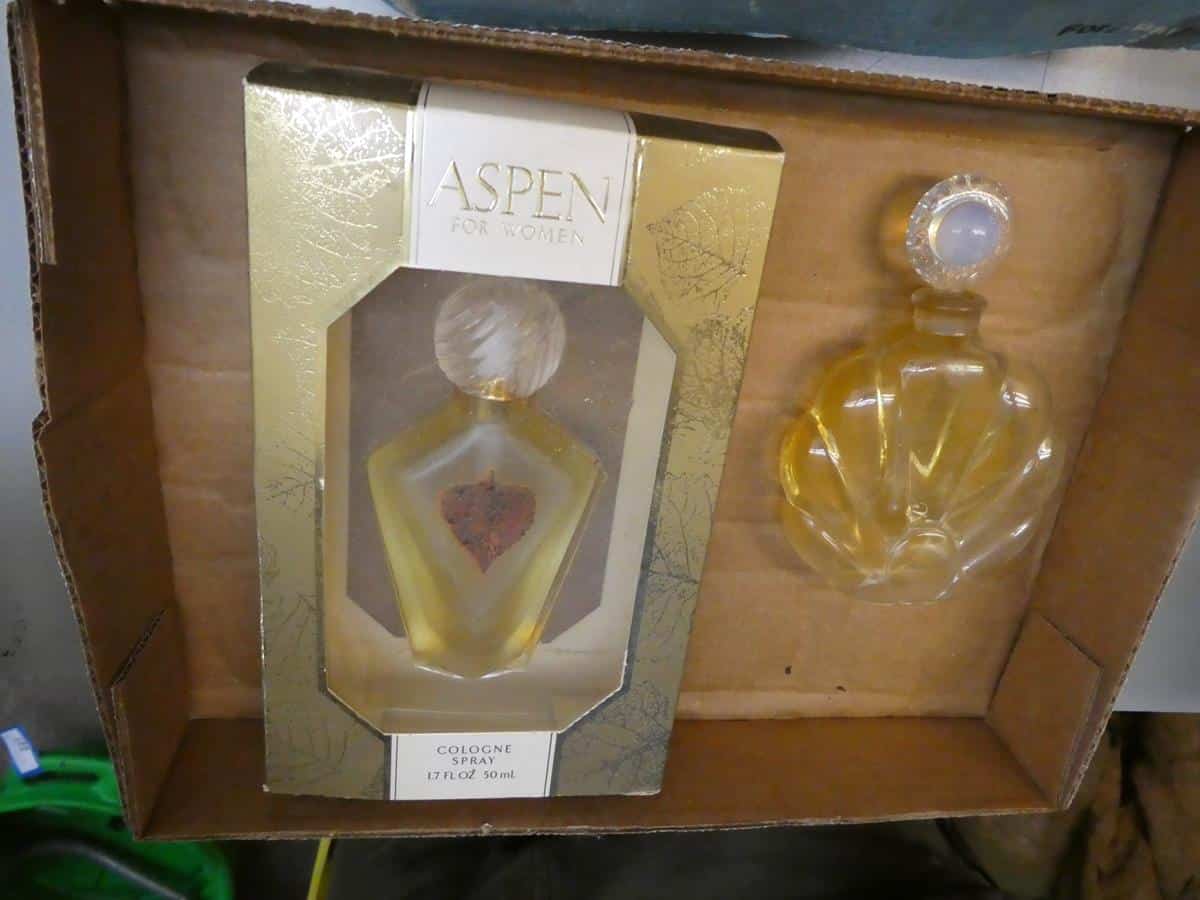 ASPEN
FOR WOMEN
COLOGNE
SPRAY
1.7 FL OZ 50 mL